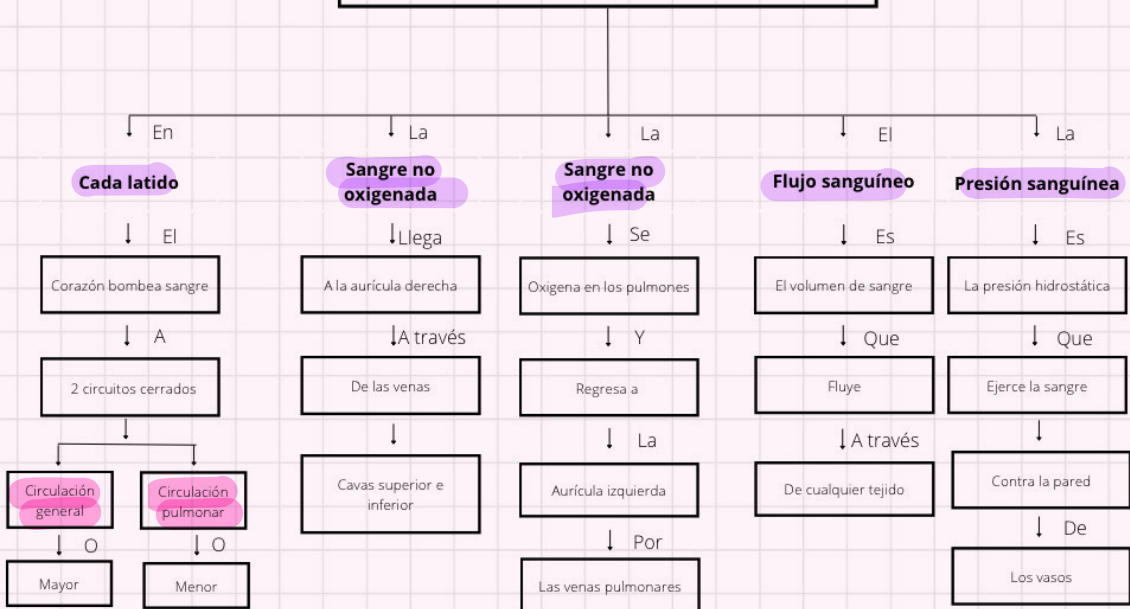 En
Cada latido
El
Corazón bombea sangre
A
2 circuitos cerrados
Circulación
general
O
Mayor
Circulación
pulmonar
O
Menor
La
Sangre no
oxigenada
Llega
A la aurícula derecha
A través
De las venas
Cavas superior e
inferior
La
Sangre no
oxigenada
Se
Oxigena en los pulmones
Y
Regresa a
La
Aurícula izquierda
Por
Las venas pulmonares
El
Flujo sanguíneo
Es
El volumen de sangre
Que
Fluye
A través
De cualquier tejido
La
Presión sanguínea
Es
La presión hidrostática
Que
Ejerce la sangre
Contra la pared
De
Los vasos